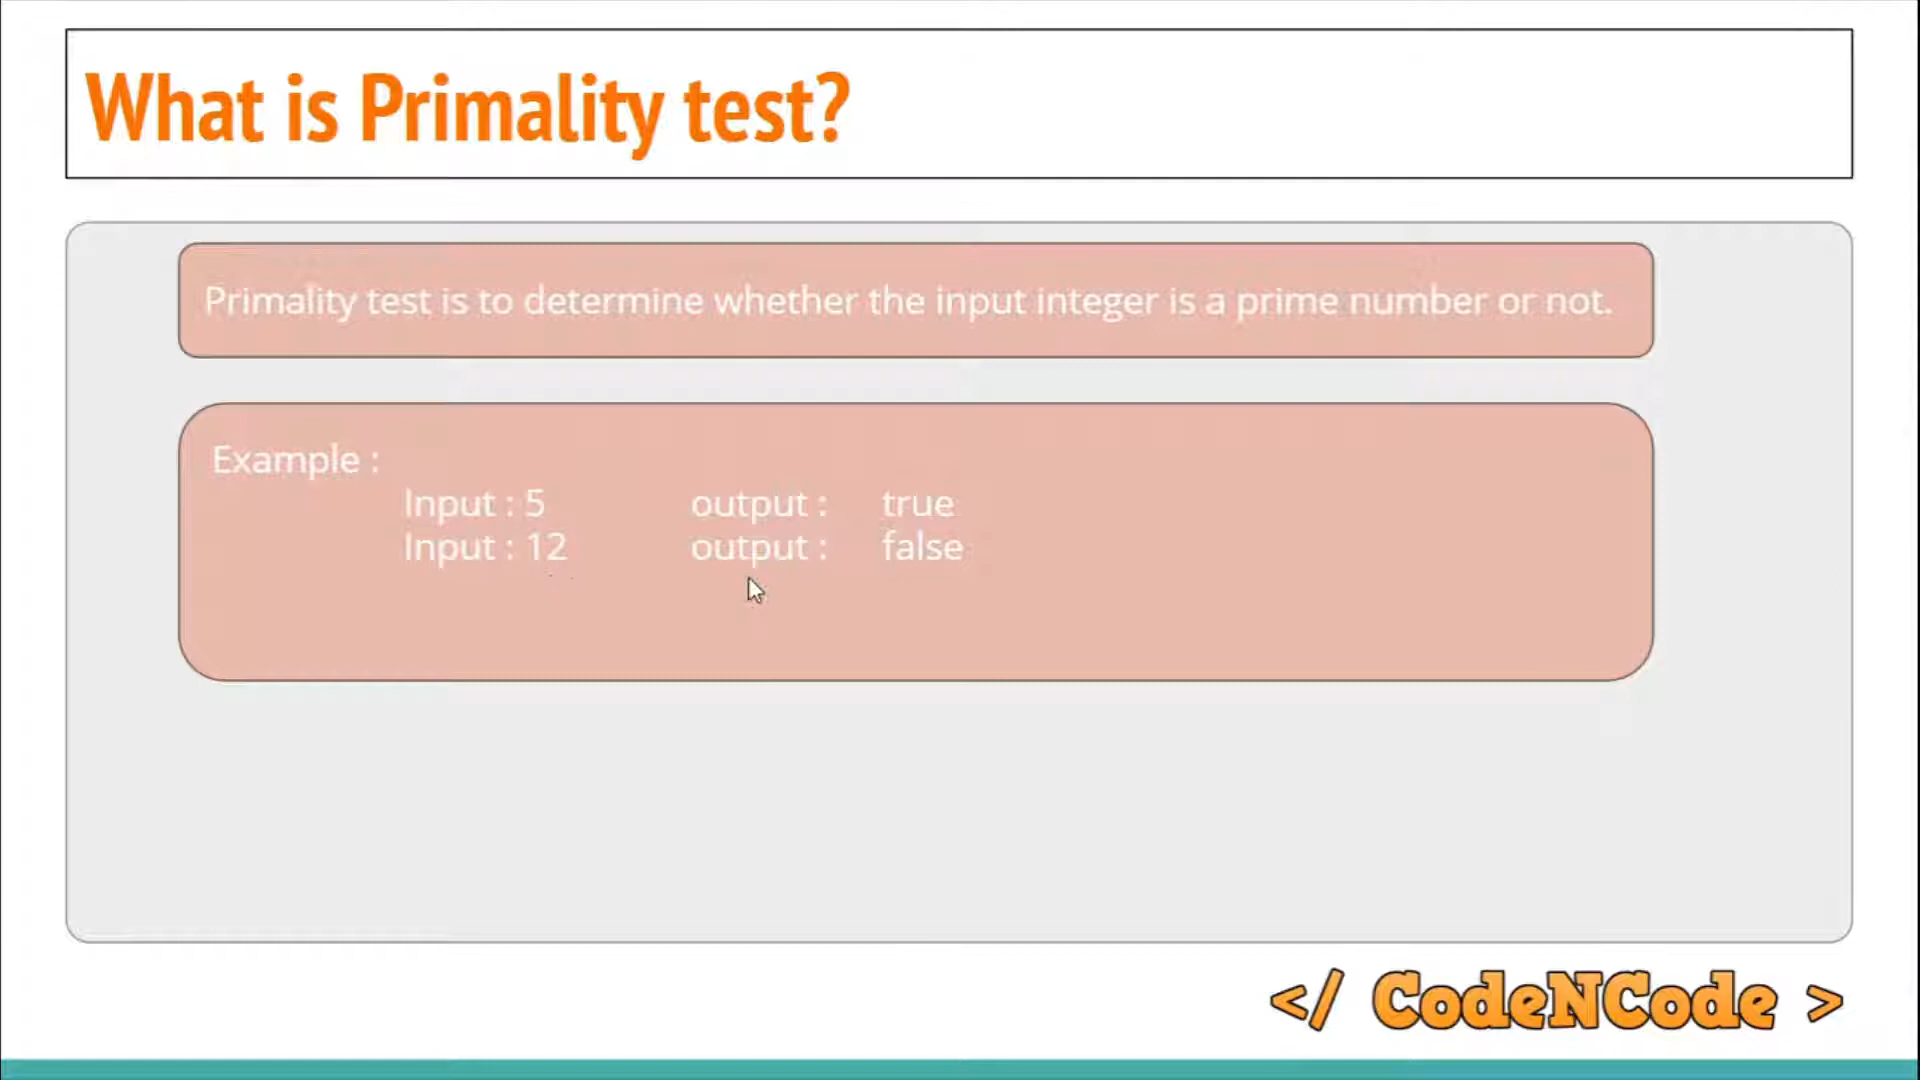 What is Primality test?
Primality test is to determine whether the input integer is a prime number or not.
Example :
Input : 5 output : true
Input : 12 output : false
</ CodeNCode >